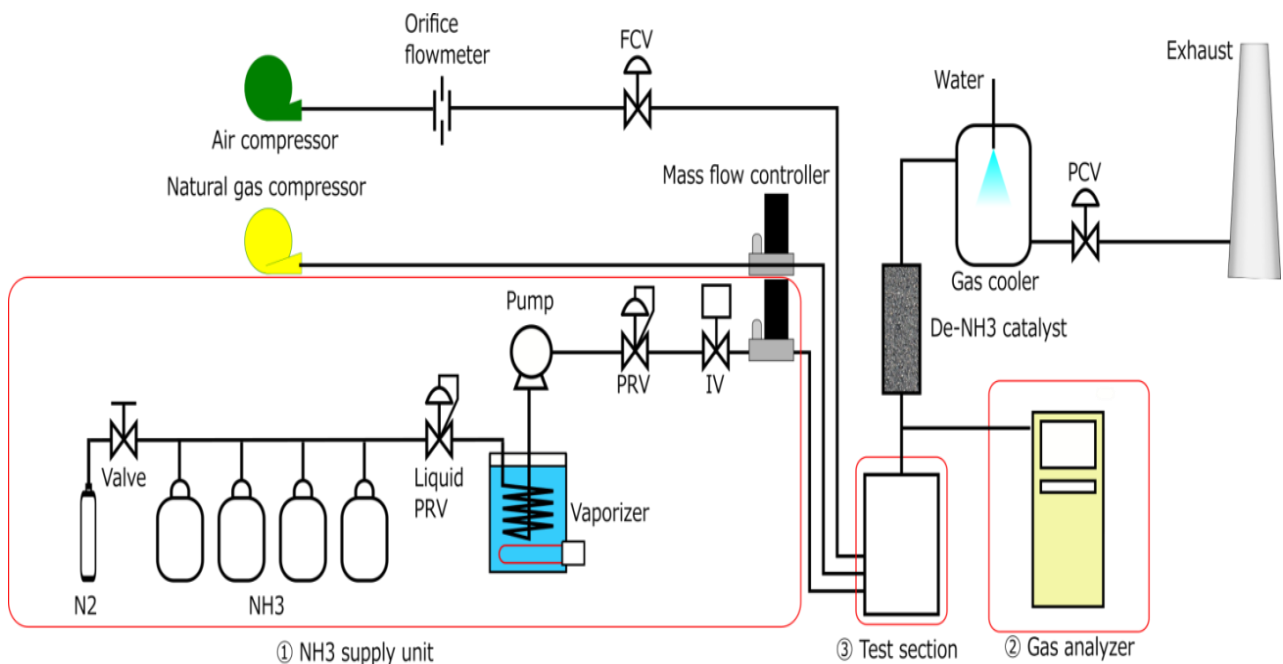 Orifice
flowmeter
FCV
Exhaust
Water
Air compressor
Natural gas compressor
Mass flow controller
PCV
Gas cooler
Pump
De-NH3 catalyst
PRV
IV
Valve
Liquid
PRV
Vaporizer
N2
NH3
① NH3 supply unit
③ Test section
② Gas analyzer